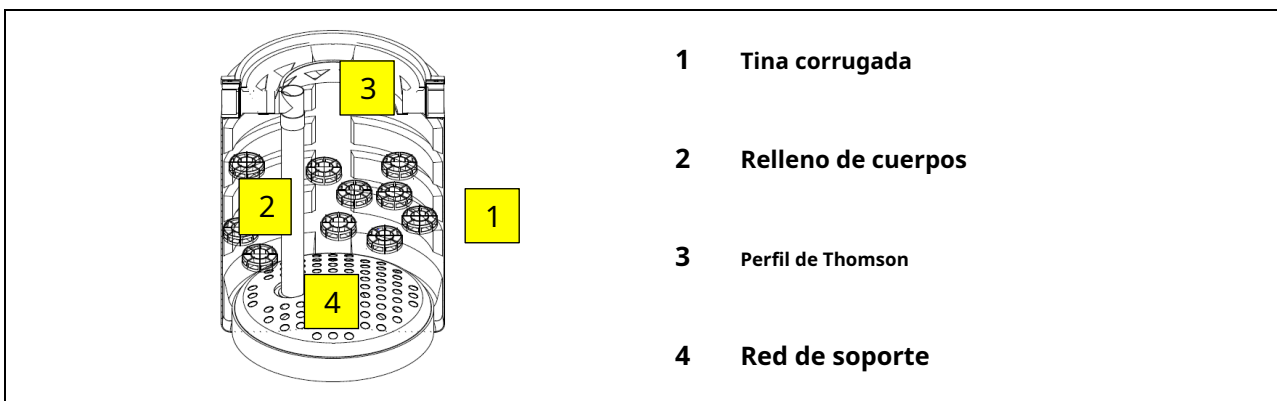 3
2
1
4
1 Tina corrugada
2 Relleno de cuerpos
3 Perfil de Thomson
4 Red de soporte